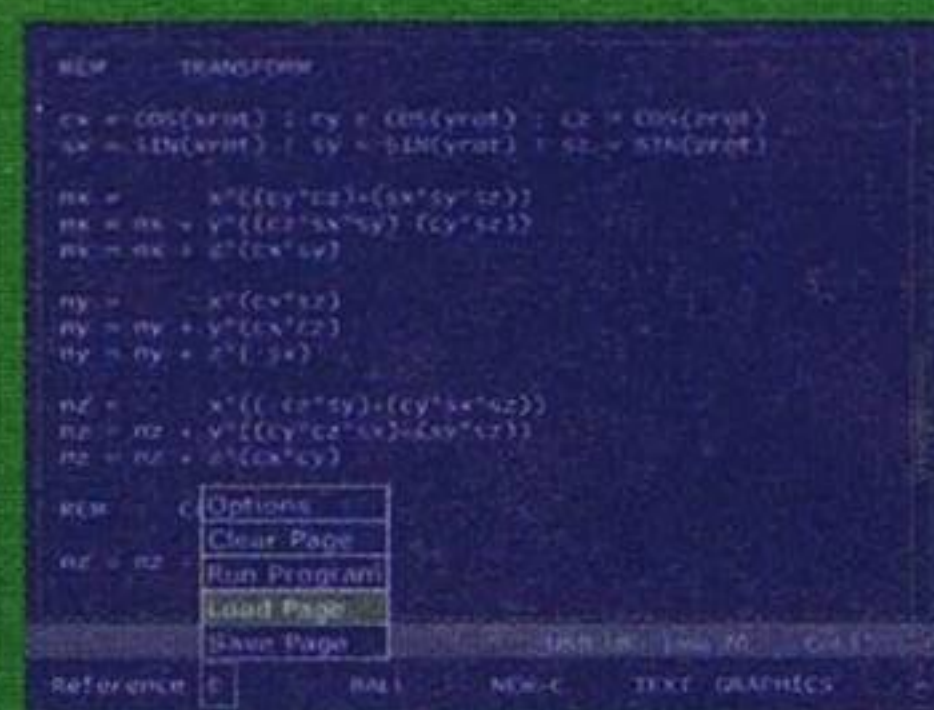 REM TRANSFORM
cx = COS(xrot) : cy = COS(yrot) : cz = COS(zrot)
sx = SIN(xrot) : sy = SIN(yrot) : sz = SIN(zrot)
nx = x*((cy*cz)+(sx*sy*sz))
nx = nx + y*((cz*sx*sy)-(cy*sz))
nx = nx + z*(cx*sy)
ny = x*(cx*sz)
ny = ny + y*(cx*cz)
ny = ny + z*(-sx)
nz = x*((-cz*sy)+(cy*sx*sz))
nz = nz + y*((cy*cz*sx)+(sy*sz))
nz = nz + z*(cx*cy)
REM
nz = nz
Options
Clear Page
Run Program
Load Page
Save Page
Reference
TEXT GRAPHICS